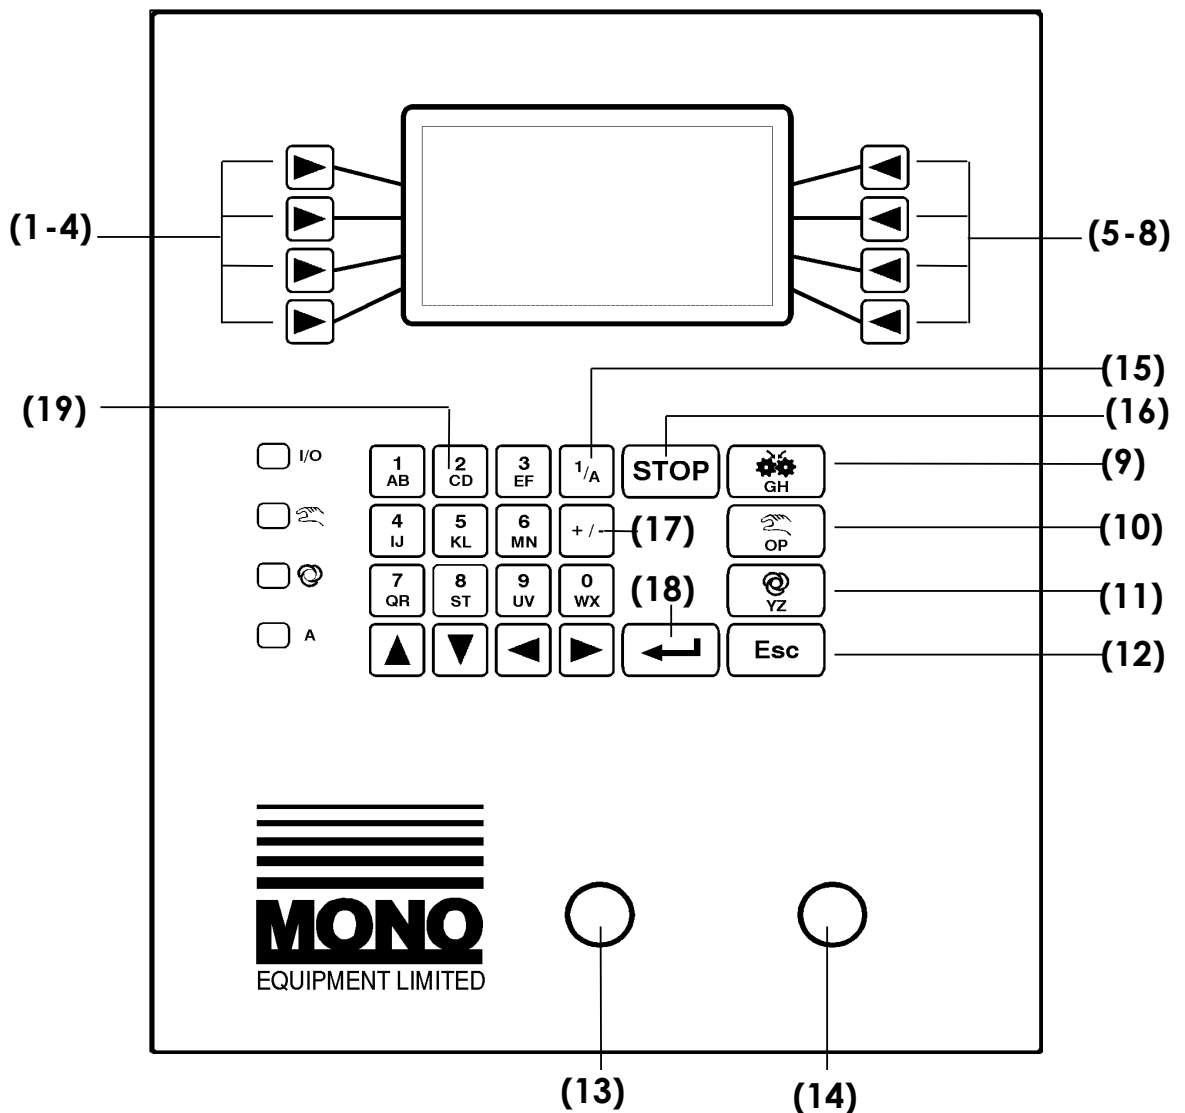 (1-4)
(5-8)
(15)
(19)
(16)
I/O
1
AB
2
CD
3
EF
1/A
STOP
GH
(9)
4
IJ
5
KL
6
MN
+ / -
(17)
OP
(10)
7
QR
8
ST
9
UV
0
WX
(18)
YZ
(11)
A
Esc
(12)
MONO
EQUIPMENT LIMITED
(13)
(14)